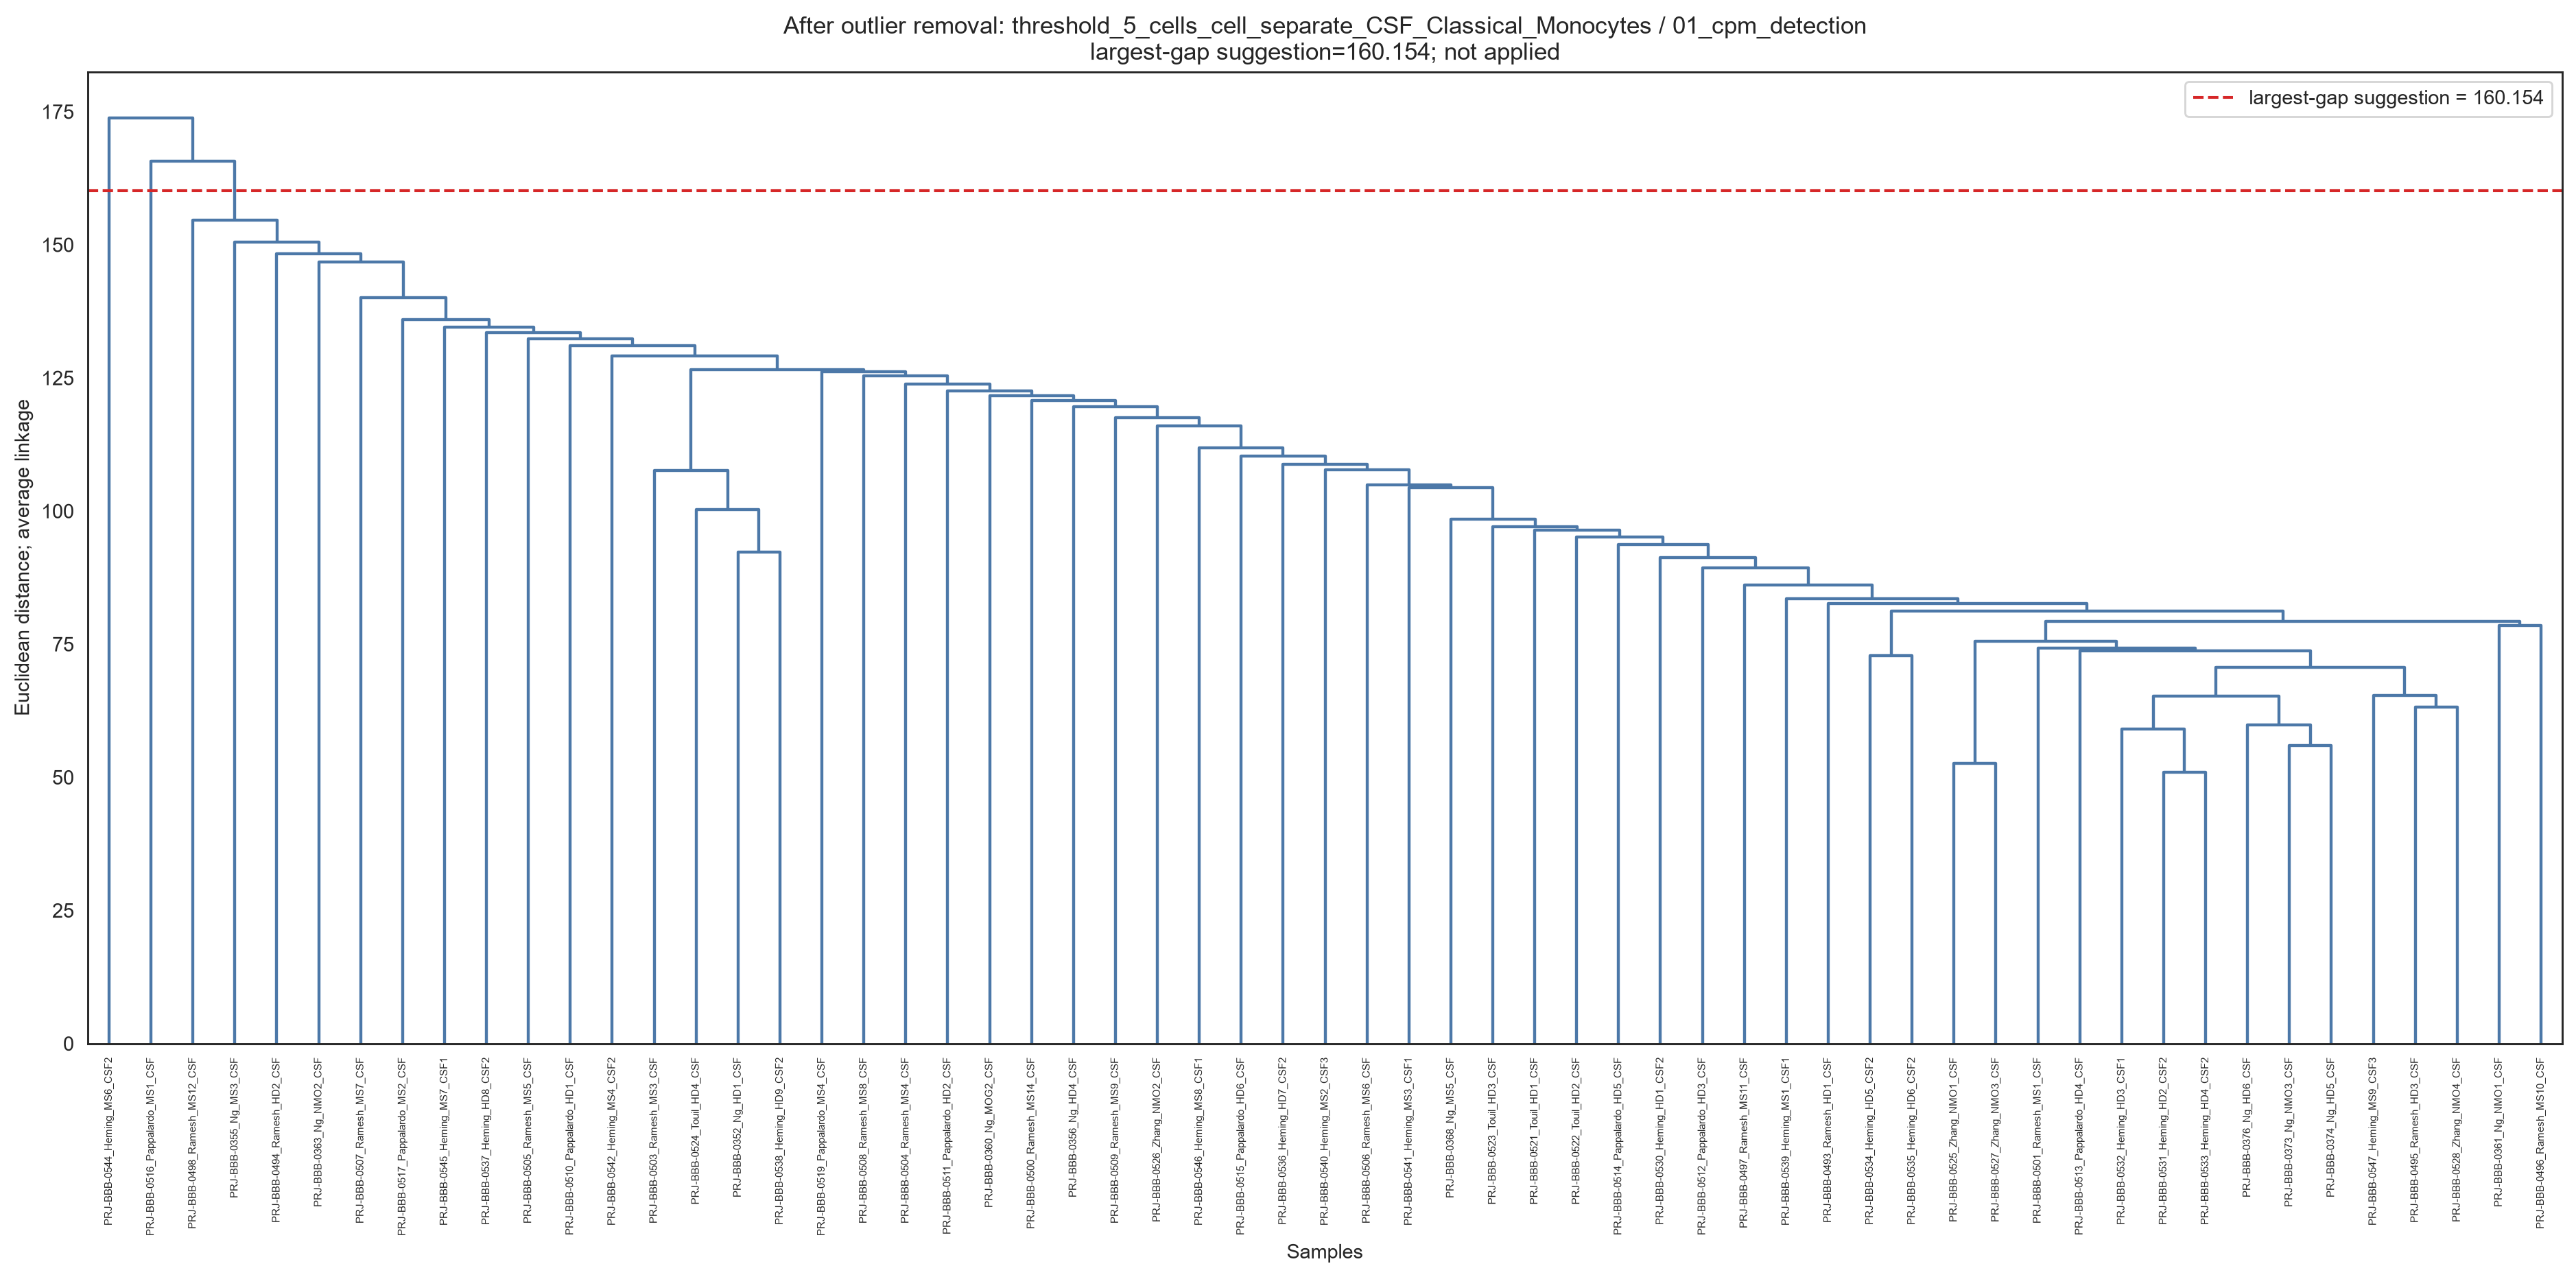 After outlier removal: threshold_5_cells_cell_separate_CSF_Classical_Monocytes / 01_cpm_detection
largest-gap suggestion=160.154; not applied
largest-gap suggestion = 160.154
Euclidean distance; average linkage
175
150
125
100
75
50
25
0
PRJ-BBB-0544_Heming_MS6_CSF2
PRJ-BBB-0516_Pappalardo_MS1_CSF
PRJ-BBB-0498_Ramesh_MS12_CSF
PRJ-BBB-0355_Ng_MS3_CSF
PRJ-BBB-0494_Ramesh_HD2_CSF
PRJ-BBB-0363_Ng_NMO2_CSF
PRJ-BBB-0507_Ramesh_MS7_CSF
PRJ-BBB-0517_Pappalardo_MS2_CSF
PRJ-BBB-0545_Heming_MS7_CSF1
PRJ-BBB-0537_Heming_HD8_CSF2
PRJ-BBB-0505_Ramesh_MS5_CSF
PRJ-BBB-0510_Pappalardo_HD1_CSF
PRJ-BBB-0542_Heming_MS4_CSF2
PRJ-BBB-0503_Ramesh_MS3_CSF
PRJ-BBB-0524_Touil_HD4_CSF
PRJ-BBB-0352_Ng_HD1_CSF
PRJ-BBB-0538_Heming_HD9_CSF2
PRJ-BBB-0519_Pappalardo_MS4_CSF
PRJ-BBB-0508_Ramesh_MS8_CSF
PRJ-BBB-0504_Ramesh_MS4_CSF
PRJ-BBB-0511_Pappalardo_HD2_CSF
PRJ-BBB-0360_Ng_MOG2_CSF
PRJ-BBB-0500_Ramesh_MS14_CSF
PRJ-BBB-0356_Ng_HD4_CSF
PRJ-BBB-0509_Ramesh_MS9_CSF
PRJ-BBB-0526_Zhang_NMO2_CSF
PRJ-BBB-0546_Heming_MS8_CSF1
PRJ-BBB-0515_Pappalardo_HD6_CSF
PRJ-BBB-0536_Heming_HD7_CSF2
PRJ-BBB-0540_Heming_MS2_CSF3
PRJ-BBB-0506_Ramesh_MS6_CSF
PRJ-BBB-0541_Heming_MS3_CSF1
PRJ-BBB-0368_Ng_MS5_CSF
PRJ-BBB-0523_Touil_HD3_CSF
PRJ-BBB-0521_Touil_HD1_CSF
PRJ-BBB-0522_Touil_HD2_CSF
PRJ-BBB-0514_Pappalardo_HD5_CSF
PRJ-BBB-0530_Heming_HD1_CSF2
PRJ-BBB-0512_Pappalardo_HD3_CSF
PRJ-BBB-0497_Ramesh_MS11_CSF
PRJ-BBB-0539_Heming_MS1_CSF1
PRJ-BBB-0493_Ramesh_HD1_CSF
PRJ-BBB-0534_Heming_HD5_CSF2
PRJ-BBB-0535_Heming_HD6_CSF2
PRJ-BBB-0525_Zhang_NMO1_CSF
PRJ-BBB-0527_Zhang_NMO3_CSF
PRJ-BBB-0501_Ramesh_MS1_CSF
PRJ-BBB-0513_Pappalardo_HD4_CSF
PRJ-BBB-0532_Heming_HD3_CSF1
PRJ-BBB-0531_Heming_HD2_CSF2
PRJ-BBB-0533_Heming_HD4_CSF2
PRJ-BBB-0376_Ng_HD6_CSF
PRJ-BBB-0373_Ng_NMO3_CSF
PRJ-BBB-0374_Ng_HD5_CSF
PRJ-BBB-0547_Heming_MS9_CSF3
PRJ-BBB-0495_Ramesh_HD3_CSF
PRJ-BBB-0528_Zhang_NMO4_CSF
PRJ-BBB-0361_Ng_NMO1_CSF
PRJ-BBB-0496_Ramesh_MS10_CSF
Samples